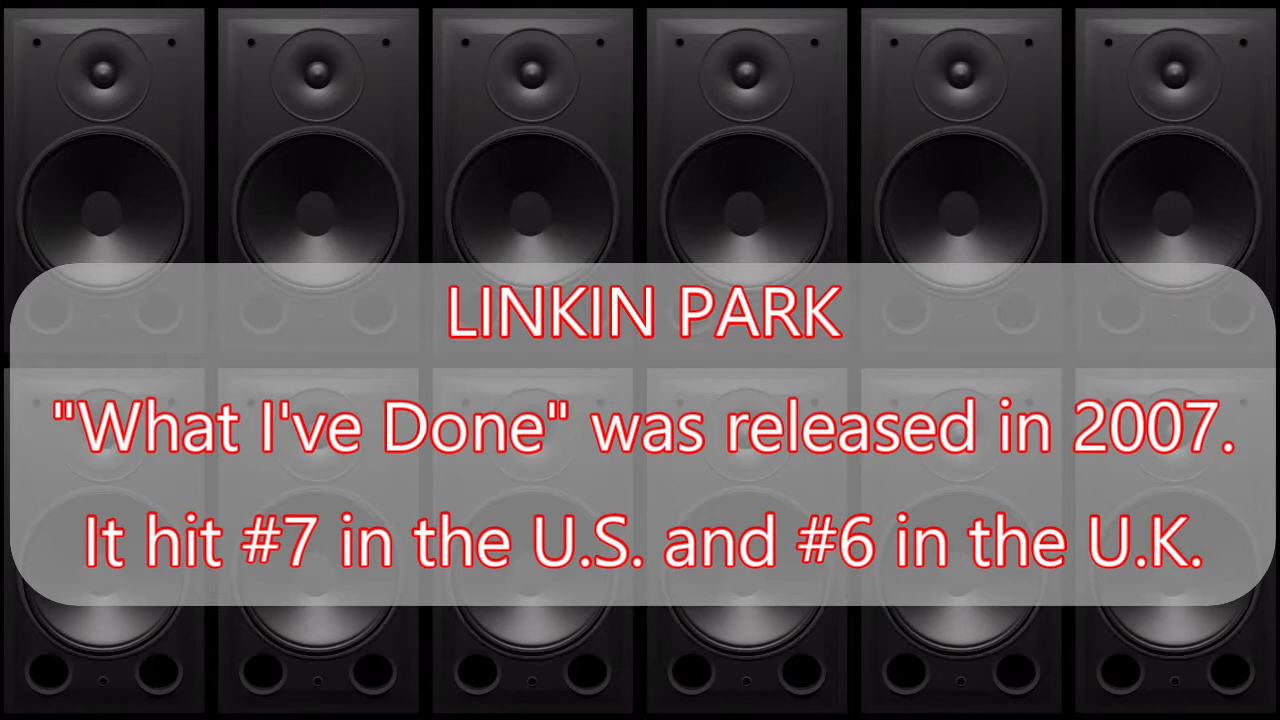 LINKIN PARK
"What I've Done" was released in 2007.
It hit #7 in the U.S. and #6 in the U.K.